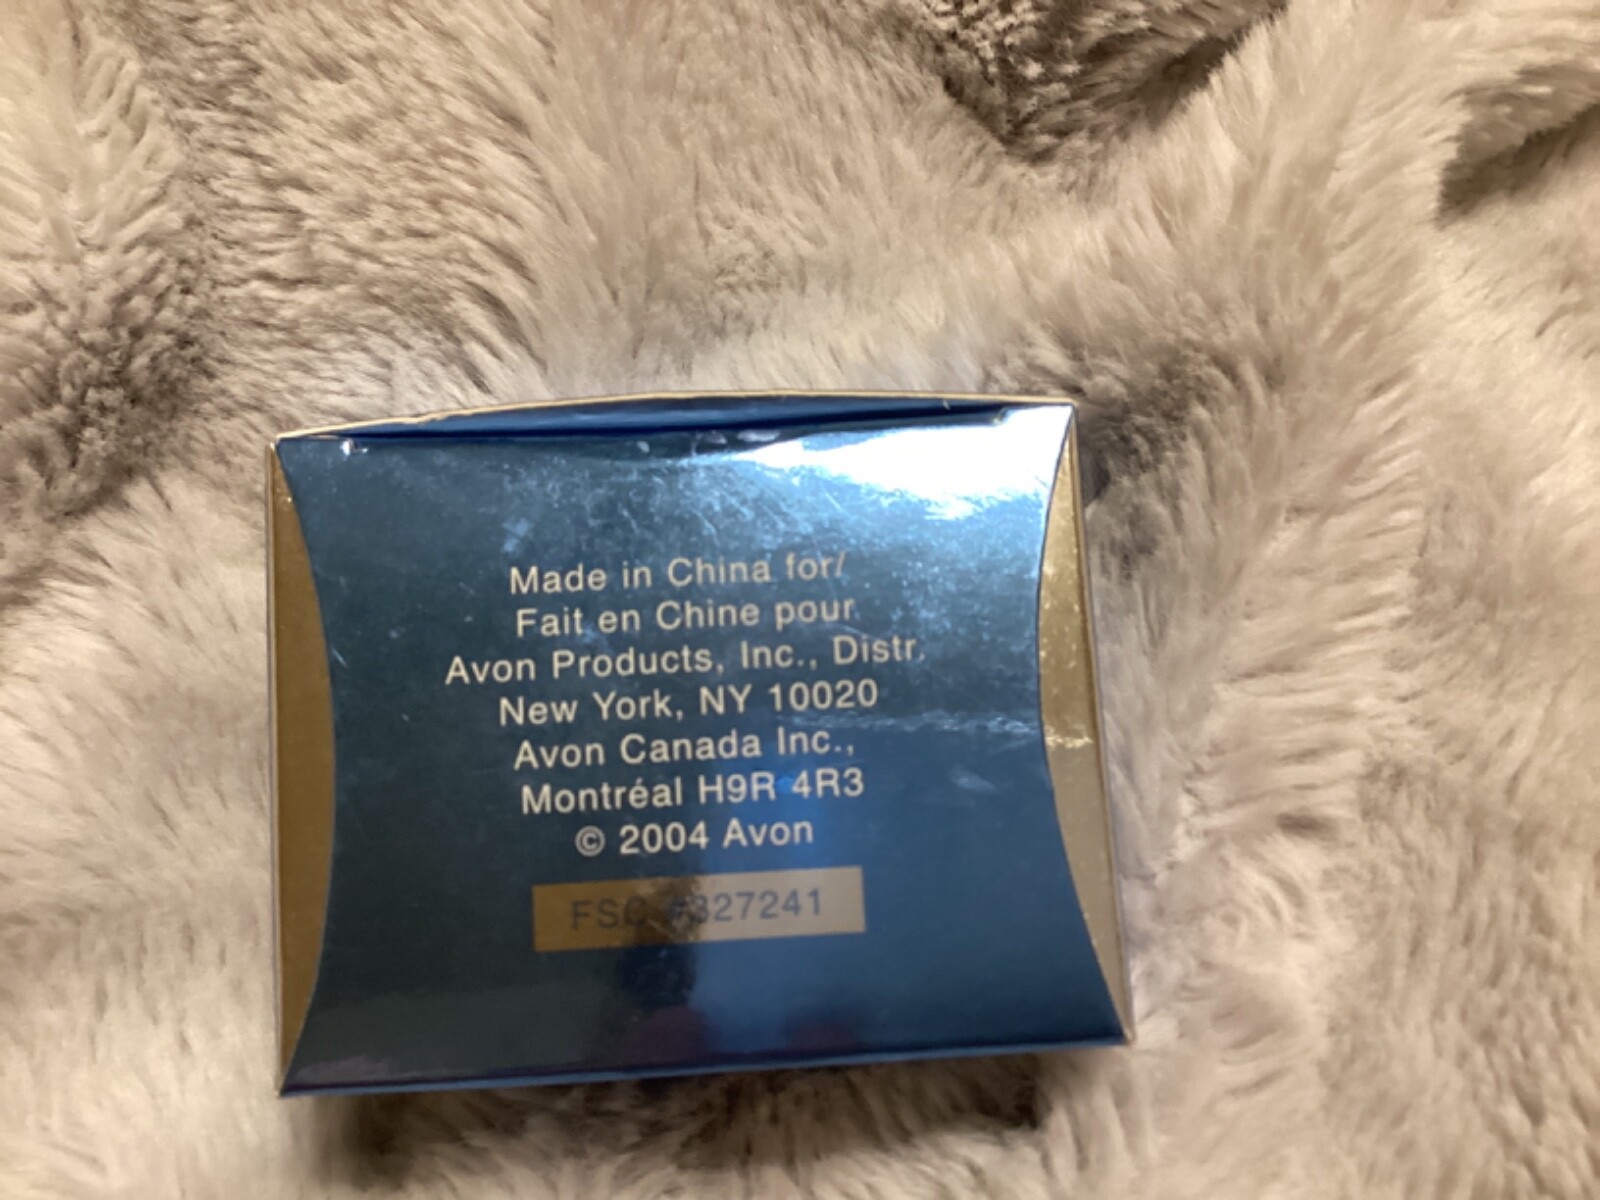 Made in China for/
Fait en Chine pour
Avon Products, Inc., Distr.
New York, NY 10020
Avon Canada Inc.,
Montréal H9R 4R3
© 2004 Avon
FSC #327241